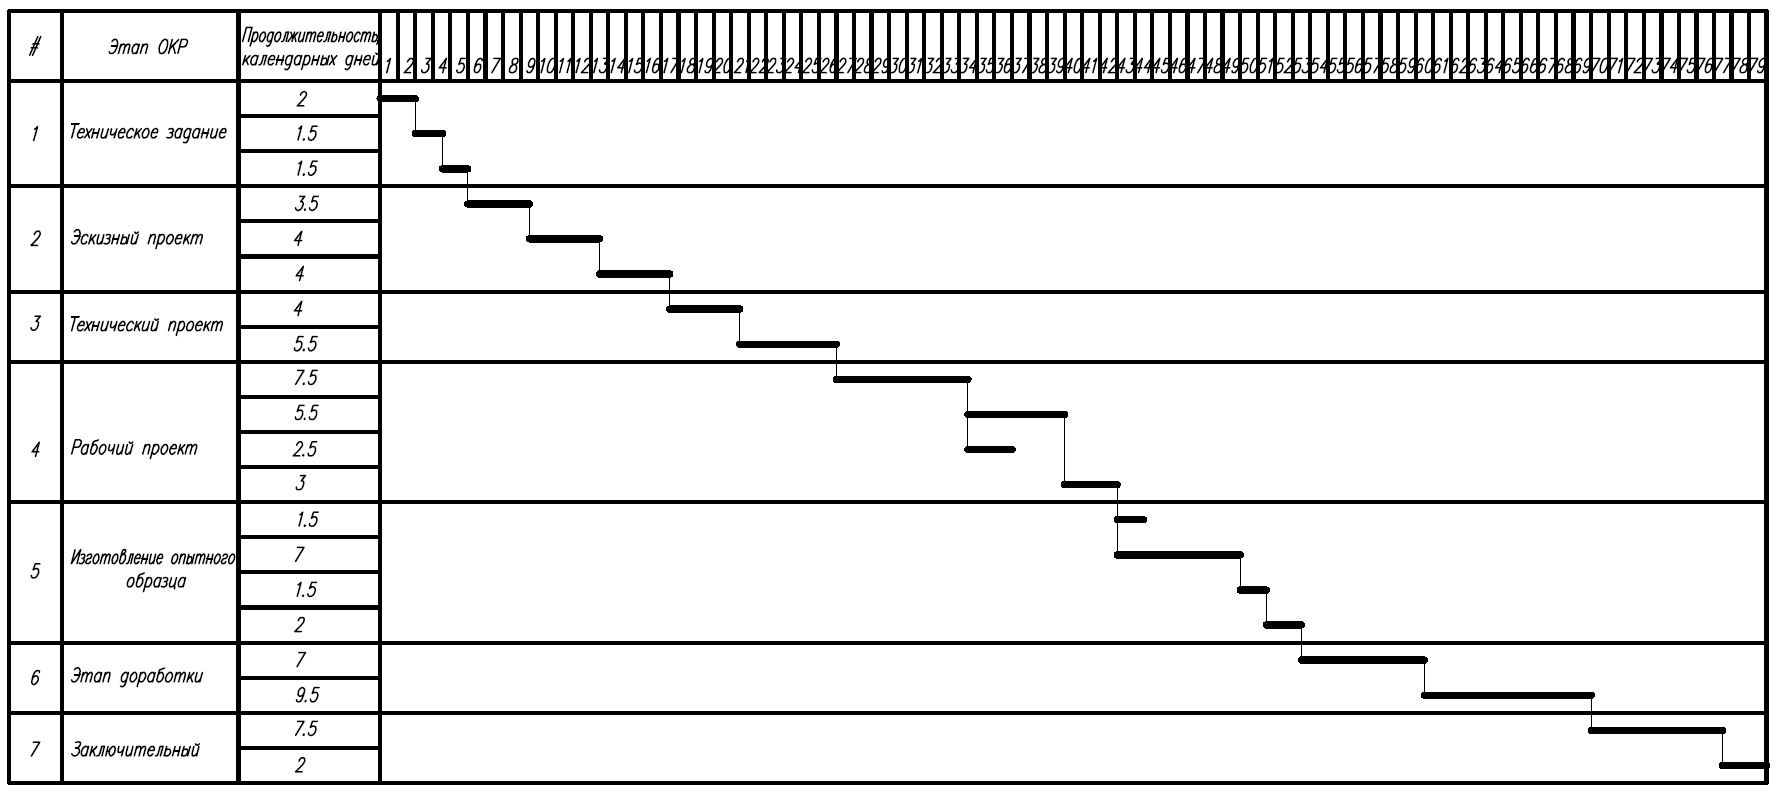 # Этап ОКР Продолжительность, календарных дней 1 2 3 4 5 6 7 8 9 10 11 12 13 14 15 16 17 18 19 20 21 22 23 24 25 26 27 28 29 30 31 32 33 34 35 36 37 38 39 40 41 42 43 44 45 46 47 48 49 50 51 52 53 54 55 56 57 58 59 60 61 62 63 64 65 66 67 68 69 70 71 72 73 74 75 76 77 78 79
1 Техническое задание
2
1.5
1.5
2 Эскизный проект
3.5
4
4
3 Технический проект
4
5.5
4 Рабочий проект
7.5
5.5
2.5
3
5 Изготовление опытного
образца
1.5
7
1.5
2
6 Этап доработки
7
9.5
7 Заключительный
7.5
2